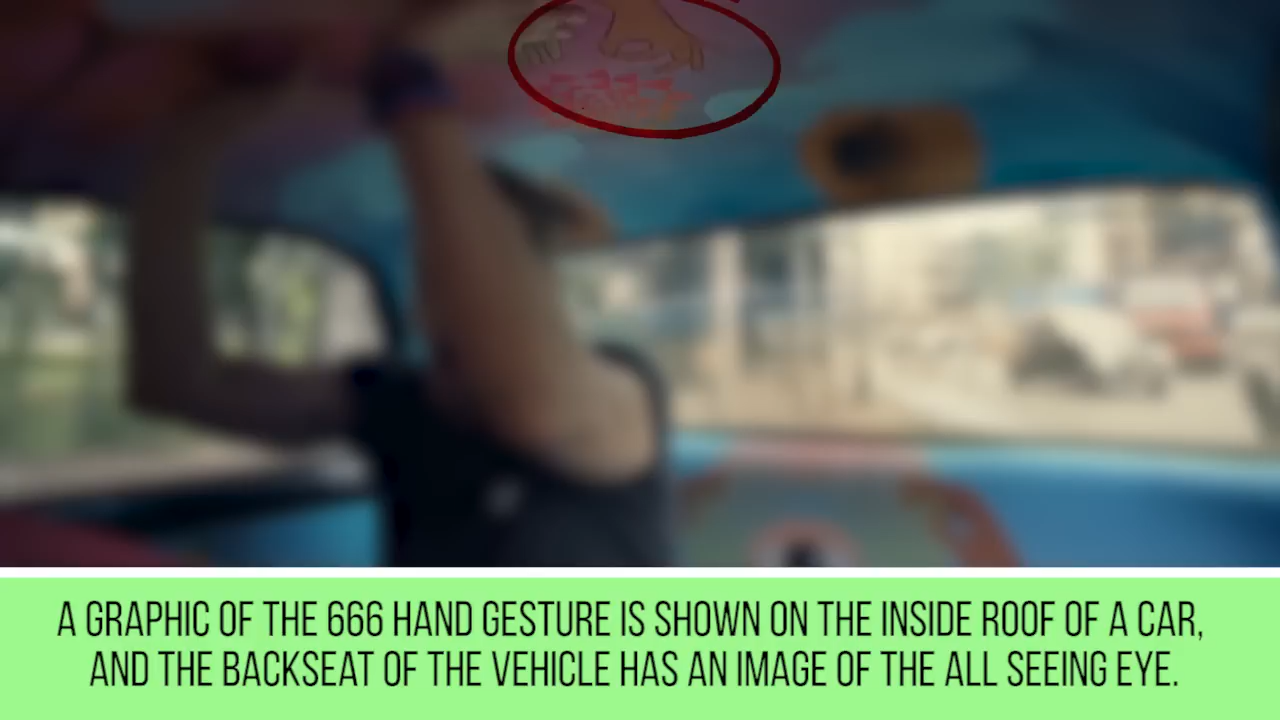 A GRAPHIC OF THE 666 HAND GESTURE IS SHOWN ON THE INSIDE ROOF OF A CAR,
AND THE BACKSEAT OF THE VEHICLE HAS AN IMAGE OF THE ALL SEEING EYE.